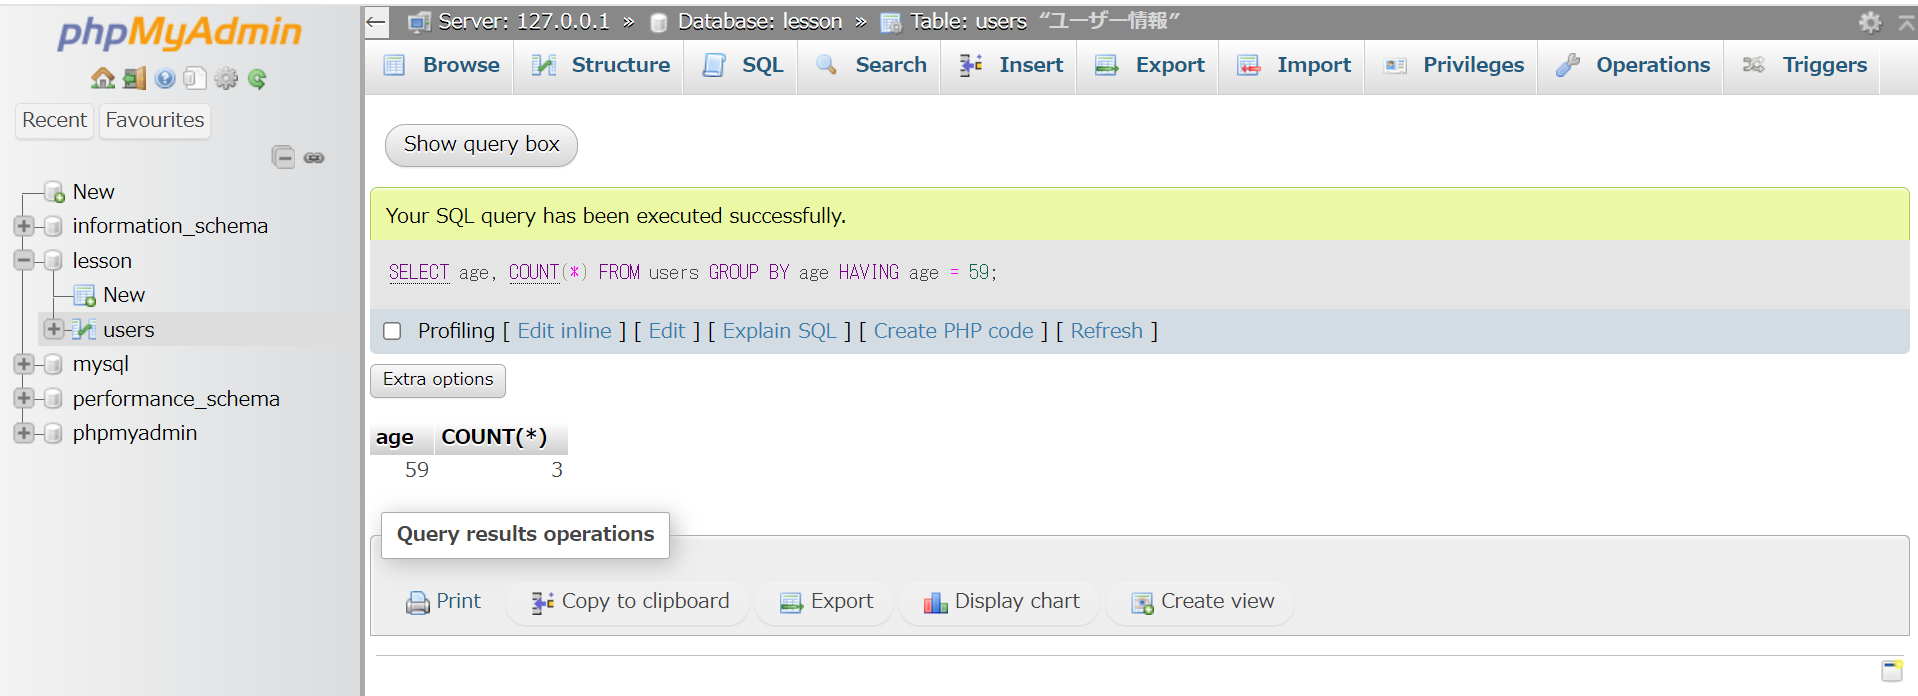 phpMyAdmin
Recent Favourites
New
information_schema
lesson
New
users
mysql
performance_schema
phpmyadmin
Server: 127.0.0.1 » Database: lesson » Table: users “ユーザー情報”
Browse Structure SQL Search Insert Export Import Privileges Operations Triggers
Show query box
Your SQL query has been executed successfully.
SELECT age, COUNT(*) FROM users GROUP BY age HAVING age = 59;
Profiling [ Edit inline ] [ Edit ] [ Explain SQL ] [ Create PHP code ] [ Refresh ]
Extra options
age COUNT(*)
59 3
Query results operations
Print Copy to clipboard Export Display chart Create view